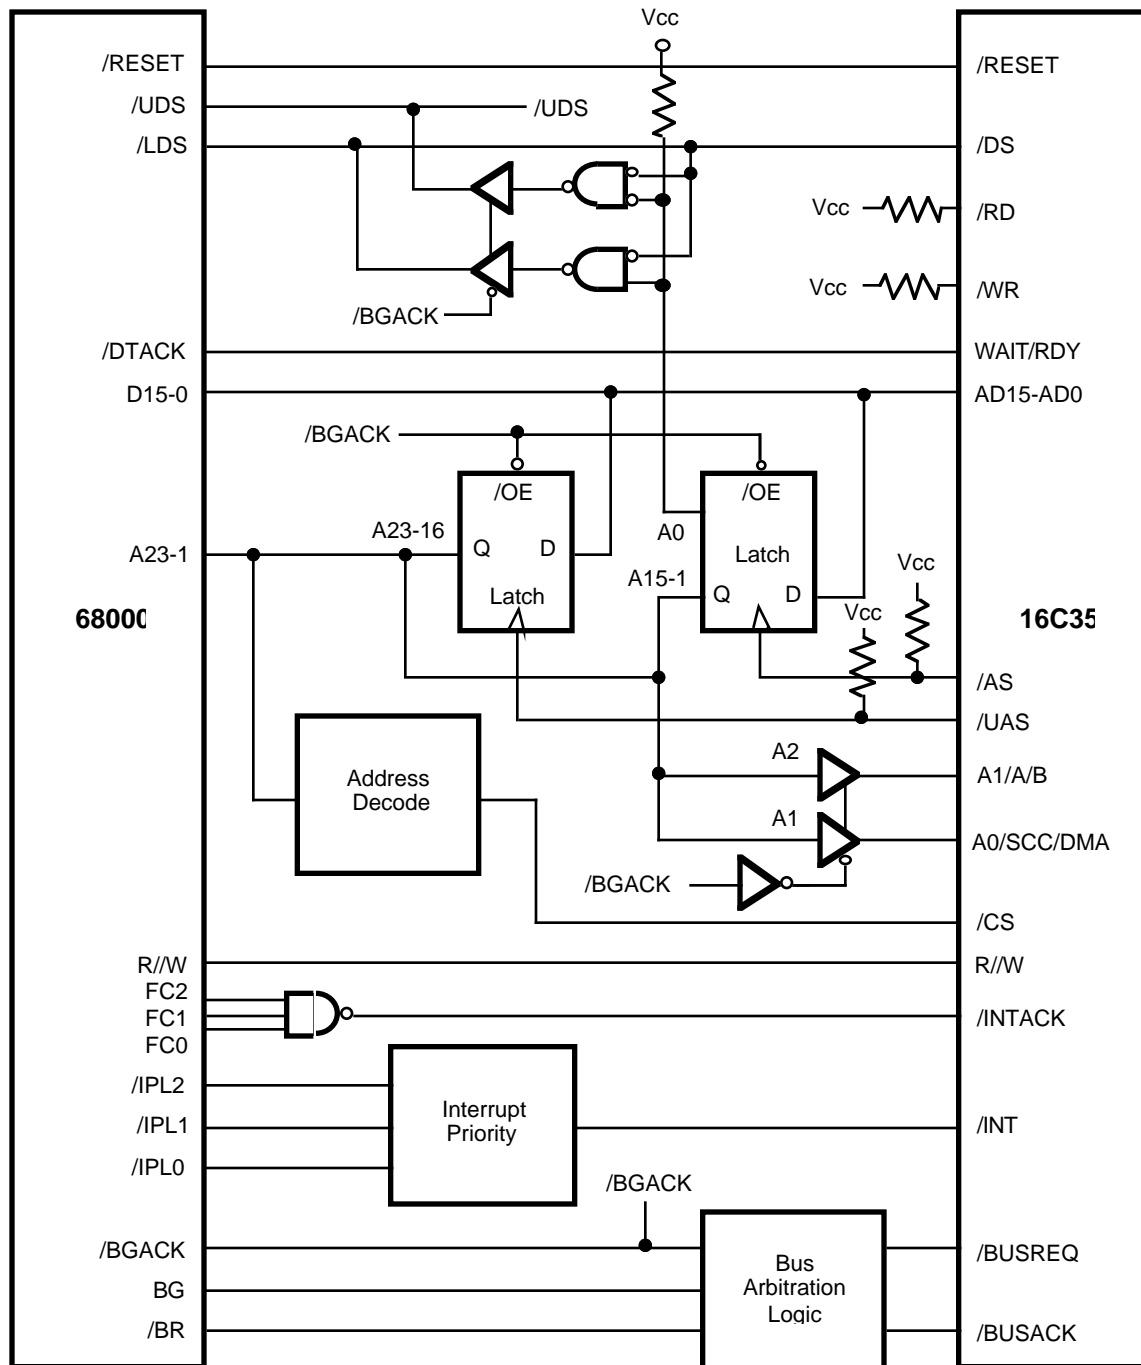 Vcc
/RESET
/RESET
/UDS
/UDS
/LDS
/DS
Vcc
/RD
Vcc
/WR
/BGACK
/DTACK
WAIT/RDY
D15-0
AD15-AD0
/BGACK
/OE
/OE
A23-16
A0
A23-1
Q
D
Latch
Vcc
A15-1
Latch
Q
D
Vcc
68000
16C35
/AS
/UAS
A2
Address
Decode
A1/A/B
A1
A0/SCC/DMA
/BGACK
/CS
R//W
R//W
FC2
FC1
/INTACK
FC0
/IPL2
Interrupt
Priority
/IPL1
/INT
/IPL0
/BGACK
/BGACK
/BUSREQ
Bus
Arbitration
Logic
BG
/BR
/BUSACK